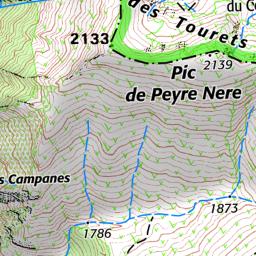 du Co
des Tourets
2133
Pic
2139
de Peyre Nere
s Campanes
1873
1786